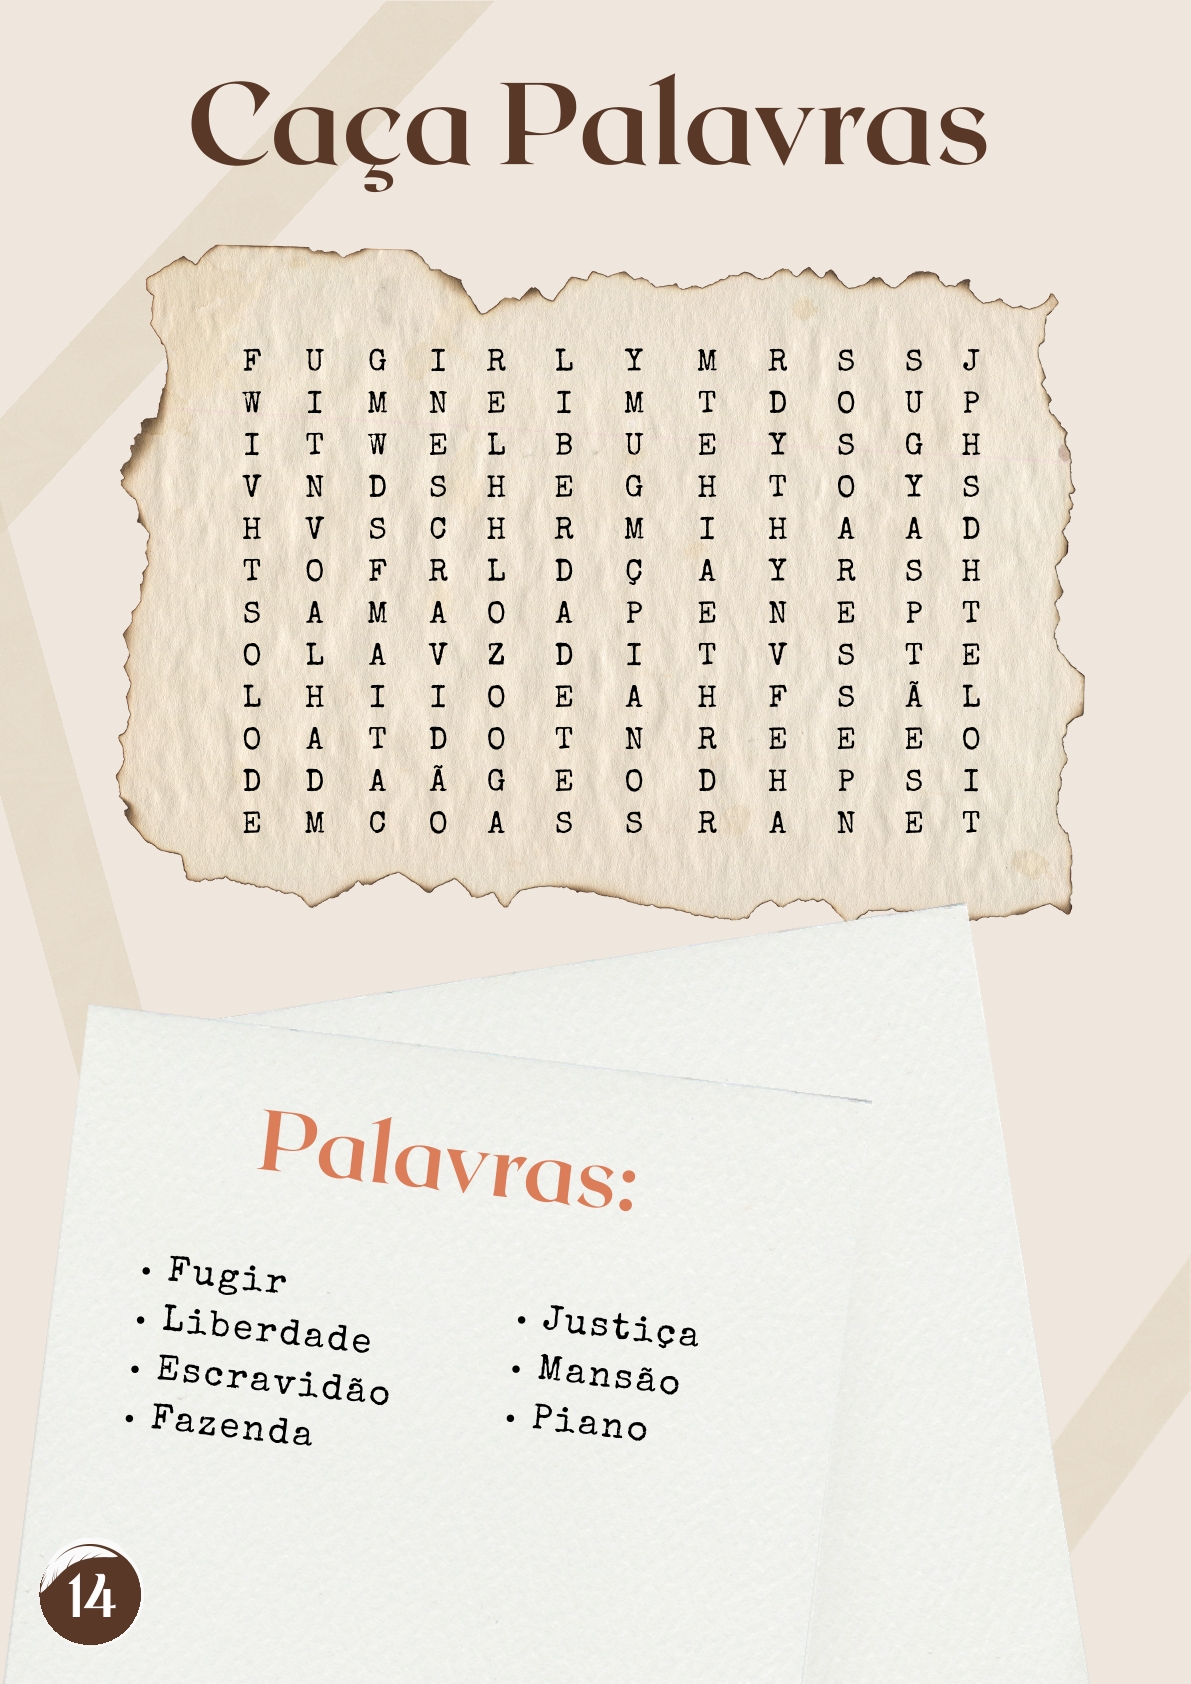 Caça Palavras
F U G I R L Y M R S S J
W I M N E I M T D O U P
I T W E L B U E Y S G H
V N D S H E G H T O Y S
H V S C H R M I H A A D
T O F R L D Ç A Y R S H
S A M A O A P E N E P T
O L A V Z D I T V S T E
L H I I O E A H F S Ã L
O A T D O T N R E E E O
D D A Ã G E O D H P S I
E M C O A S S R A N E T
Palavras:
• Fugir
• Liberdade
• Escravidão
• Fazenda
• Justiça
• Mansão
• Piano
14